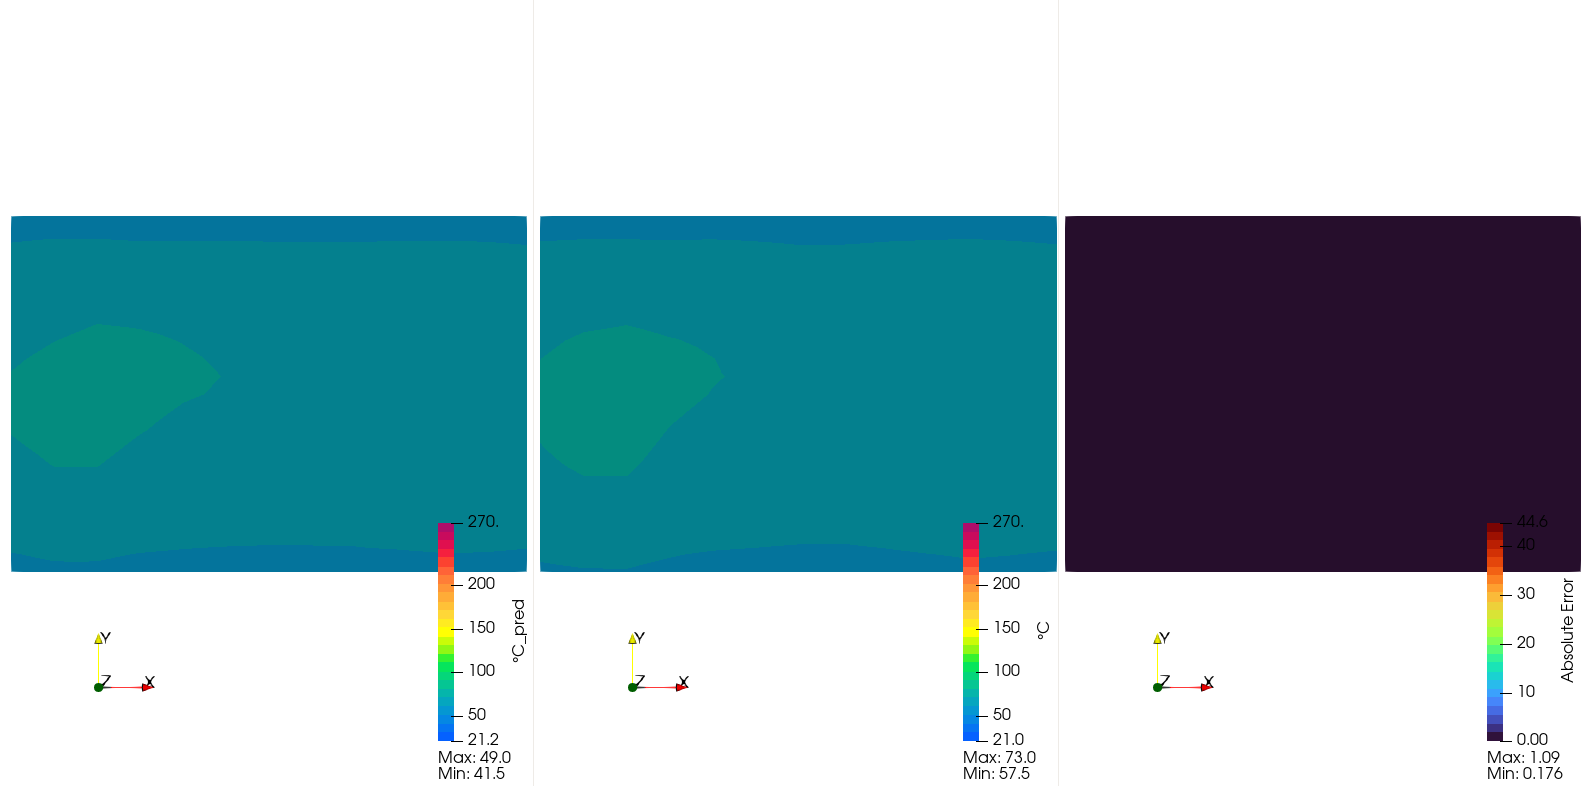 270.
200
150
100
50
21.2
°C_pred
Max: 49.0
Min: 41.5
Y
Z
X
270.
200
150
100
50
21.0
°C
Max: 73.0
Min: 57.5
Y
Z
X
44.6
40
30
20
10
0.00
Absolute Error
Max: 1.09
Min: 0.176
Y
Z
X